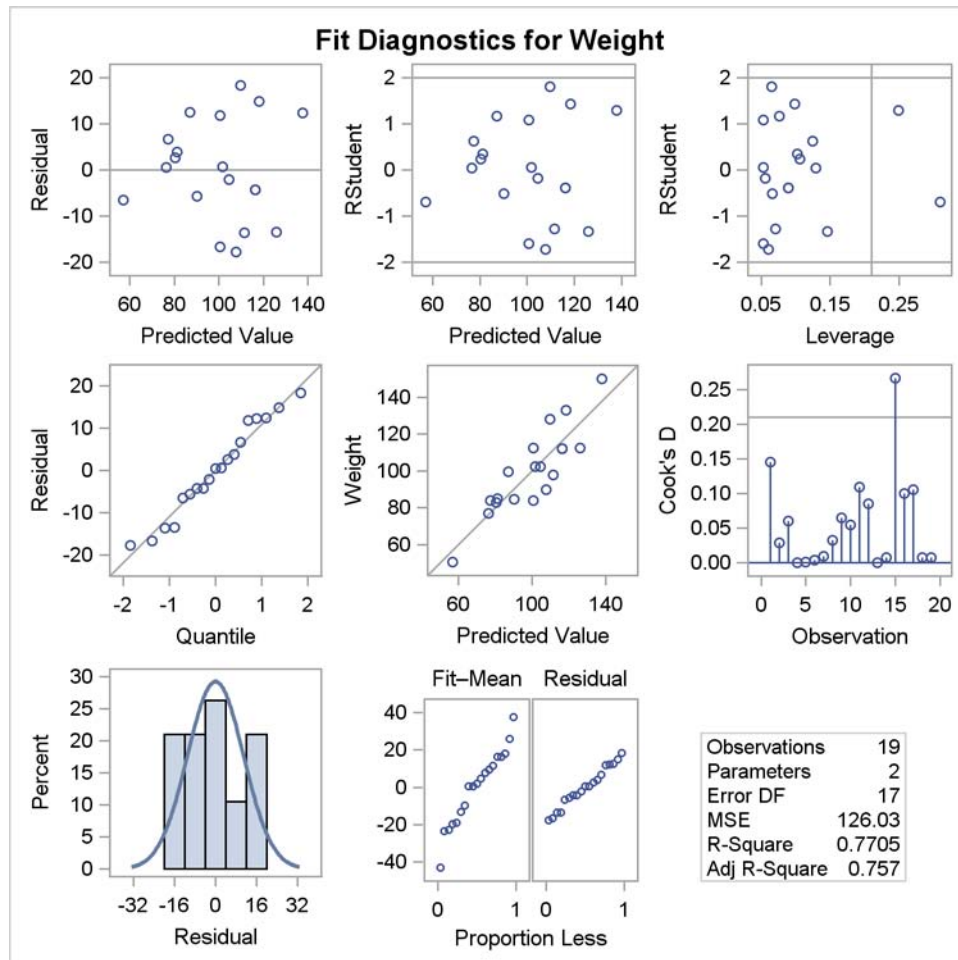 Fit Diagnostics for Weight
20
10
0
-10
-20
Residual
60 80 100 120 140
Predicted Value
2
1
0
-1
-2
RStudent
60 80 100 120 140
Predicted Value
2
1
0
-1
-2
RStudent
0.05 0.15 0.25
Leverage
20
10
0
-10
-20
Residual
-2 -1 0 1 2
Quantile
140
120
100
80
60
Weight
60 100 140
Predicted Value
0.25
0.20
0.15
0.10
0.05
0.00
Cook's D
0 5 10 15 20
Observation
30
25
20
15
10
5
0
Percent
-32 -16 0 16 32
Residual
Fit–Mean Residual
40
20
0
-20
-40
0 1 0 1
Proportion Less
Observations 19
Parameters 2
Error DF 17
MSE 126.03
R-Square 0.7705
Adj R-Square 0.757